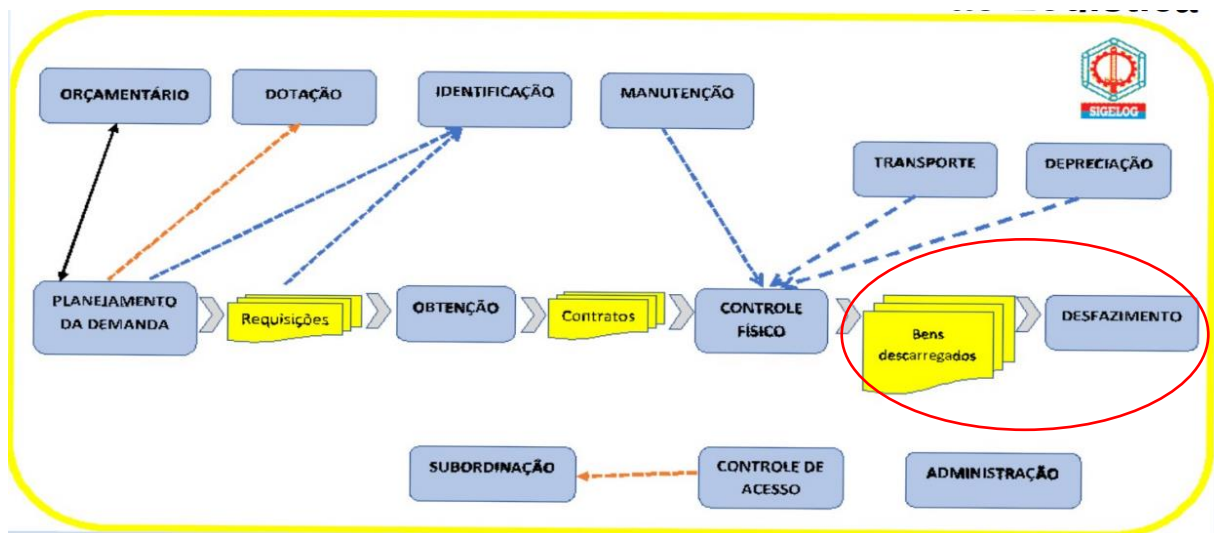 ORÇAMENTÁRIO
DOTAÇÃO
IDENTIFICAÇÃO
MANUTENÇÃO
SIGELOG
TRANSPORTE
DEPRECIAÇÃO
PLANEJAMENTO
DA DEMANDA
Requisições
OBTENÇÃO
Contratos
CONTROLE
FÍSICO
Bens
descarregados
DESFAZIMENTO
SUBORDINAÇÃO
CONTROLE DE
ACESSO
ADMINISTRAÇÃO